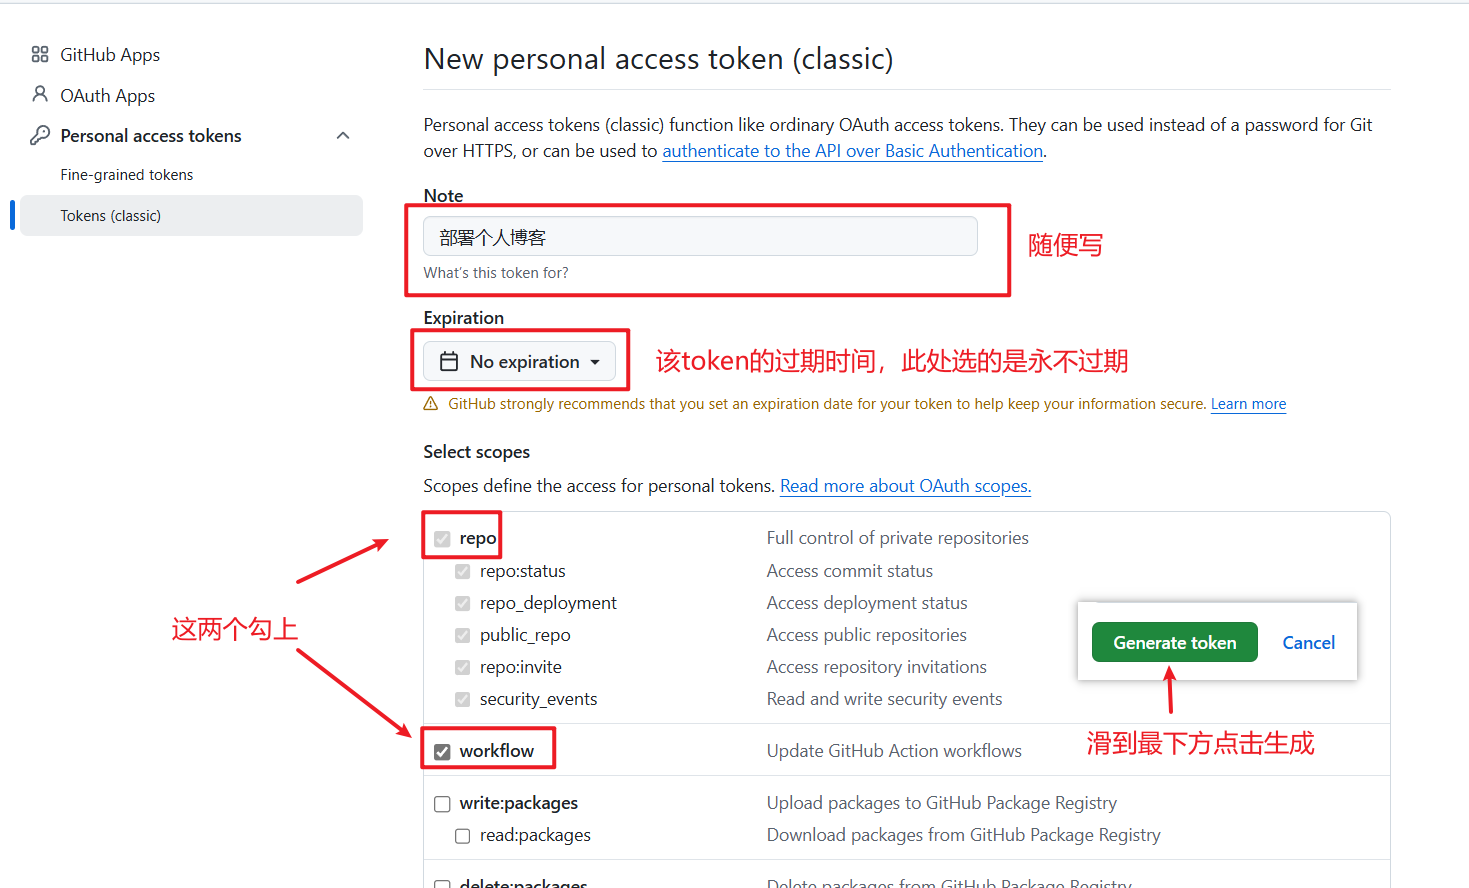 GitHub Apps
OAuth Apps
Personal access tokens
Fine-grained tokens
Tokens (classic)
New personal access token (classic)
Personal access tokens (classic) function like ordinary OAuth access tokens. They can be used instead of a password for Git
over HTTPS, or can be used to authenticate to the API over Basic Authentication.
Note
部署个人博客
随便写
What's this token for?
Expiration
No expiration
该token的过期时间，此处选的是永不过期
GitHub strongly recommends that you set an expiration date for your token to help keep your information secure. Learn more
Select scopes
Scopes define the access for personal tokens. Read more about OAuth scopes.
repo Full control of private repositories
repo:status Access commit status
repo_deployment Access deployment status
public_repo Access public repositories
repo:invite Access repository invitations
security_events Read and write security events
这两个勾上
Generate token Cancel
滑到最下方点击生成
workflow Update GitHub Action workflows
write:packages Upload packages to GitHub Package Registry
read:packages Download packages from GitHub Package Registry
delete:packages Delete packages from GitHub Package Registry